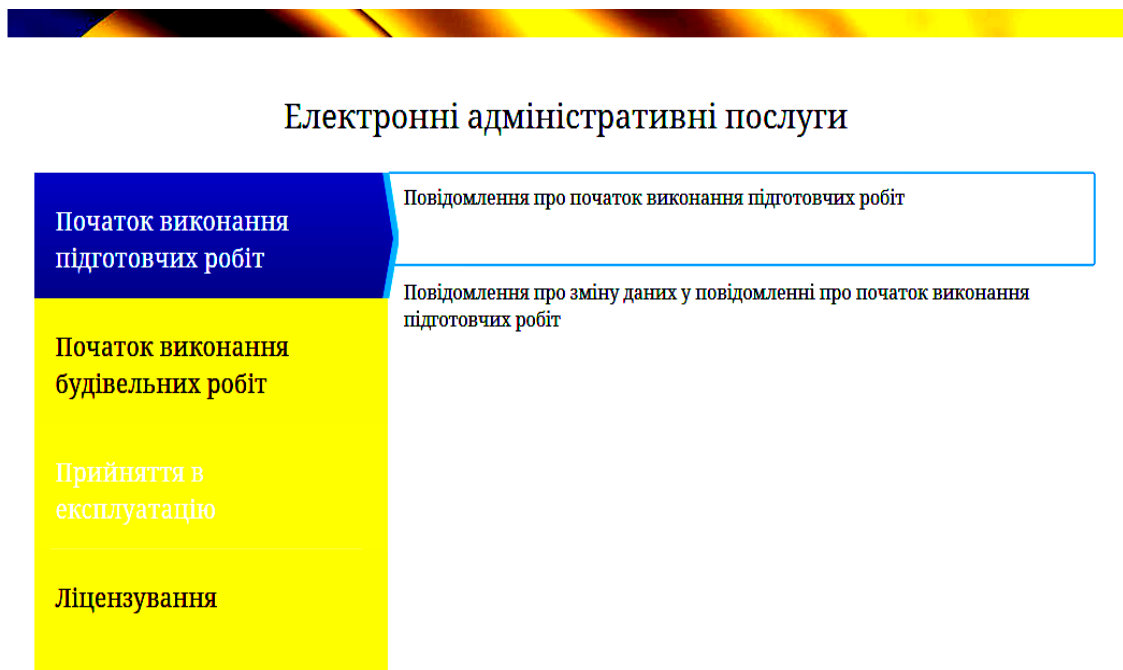 Електронні адміністративні послуги
Початок виконання
підготовчих робіт
Повідомлення про початок виконання підготовчих робіт
Повідомлення про зміну даних у повідомленні про початок виконання
підготовчих робіт
Початок виконання
будівельних робіт
Прийняття в
експлуатацію
Ліцензування